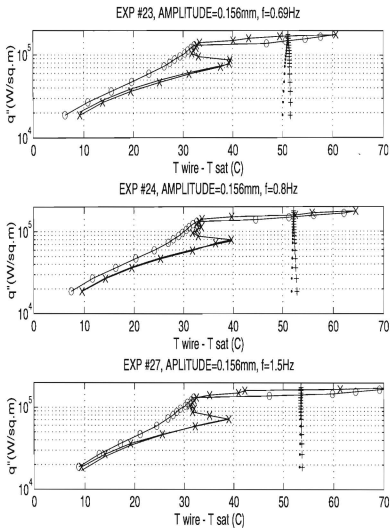 EXP #23, AMPLITUDE=0.156mm, f=0.69Hz
10^5
q"(W/sq.m)
10^4
0 10 20 30 40 50 60 70
T wire - T sat (C)
EXP #24, AMPLITUDE=0.156mm, f=0.8Hz
10^5
q"(W/sq.m)
10^4
0 10 20 30 40 50 60 70
T wire - T sat (C)
EXP #27, APLITUDE=0.156mm, f=1.5Hz
10^5
q"(W/sq.m)
10^4
0 10 20 30 40 50 60 70
T wire - T sat (C)